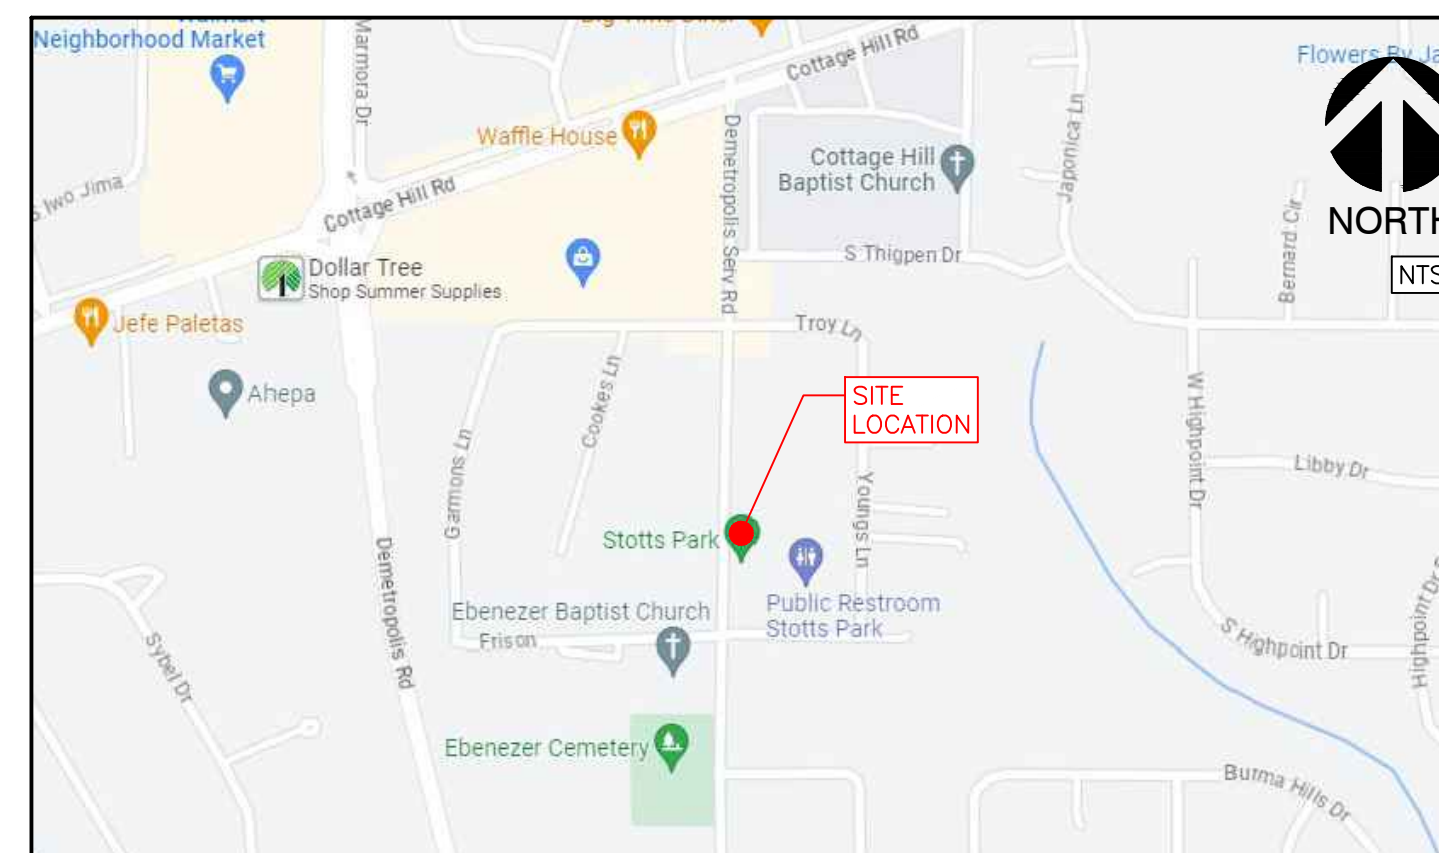 Neighborhood Market
Marmora Dr
Cottage Hill Rd
Flowers By Ja
Waffle House
Demetropolis Serv Rd
Cottage Hill
Baptist Church
Japonica Ln
NORTH
NTS
S Iwo Jima
Cottage Hill Rd
Bernard Cir
S Thigpen Dr
Dollar Tree
Shop Summer Supplies
Jefe Paletas
Troy Ln
Ahepa
Cookes Ln
SITE
LOCATION
W Highpoint Dr
Garmons Ln
Libby Dr
Youngs Ln
Stotts Park
Demetropolis Rd
Public Restroom
Stotts Park
Ebenezer Baptist Church
Frison
Sybel Dr
S Highpoint Dr
Highpoint Dr
Ebenezer Cemetery
Burma Hills Dr